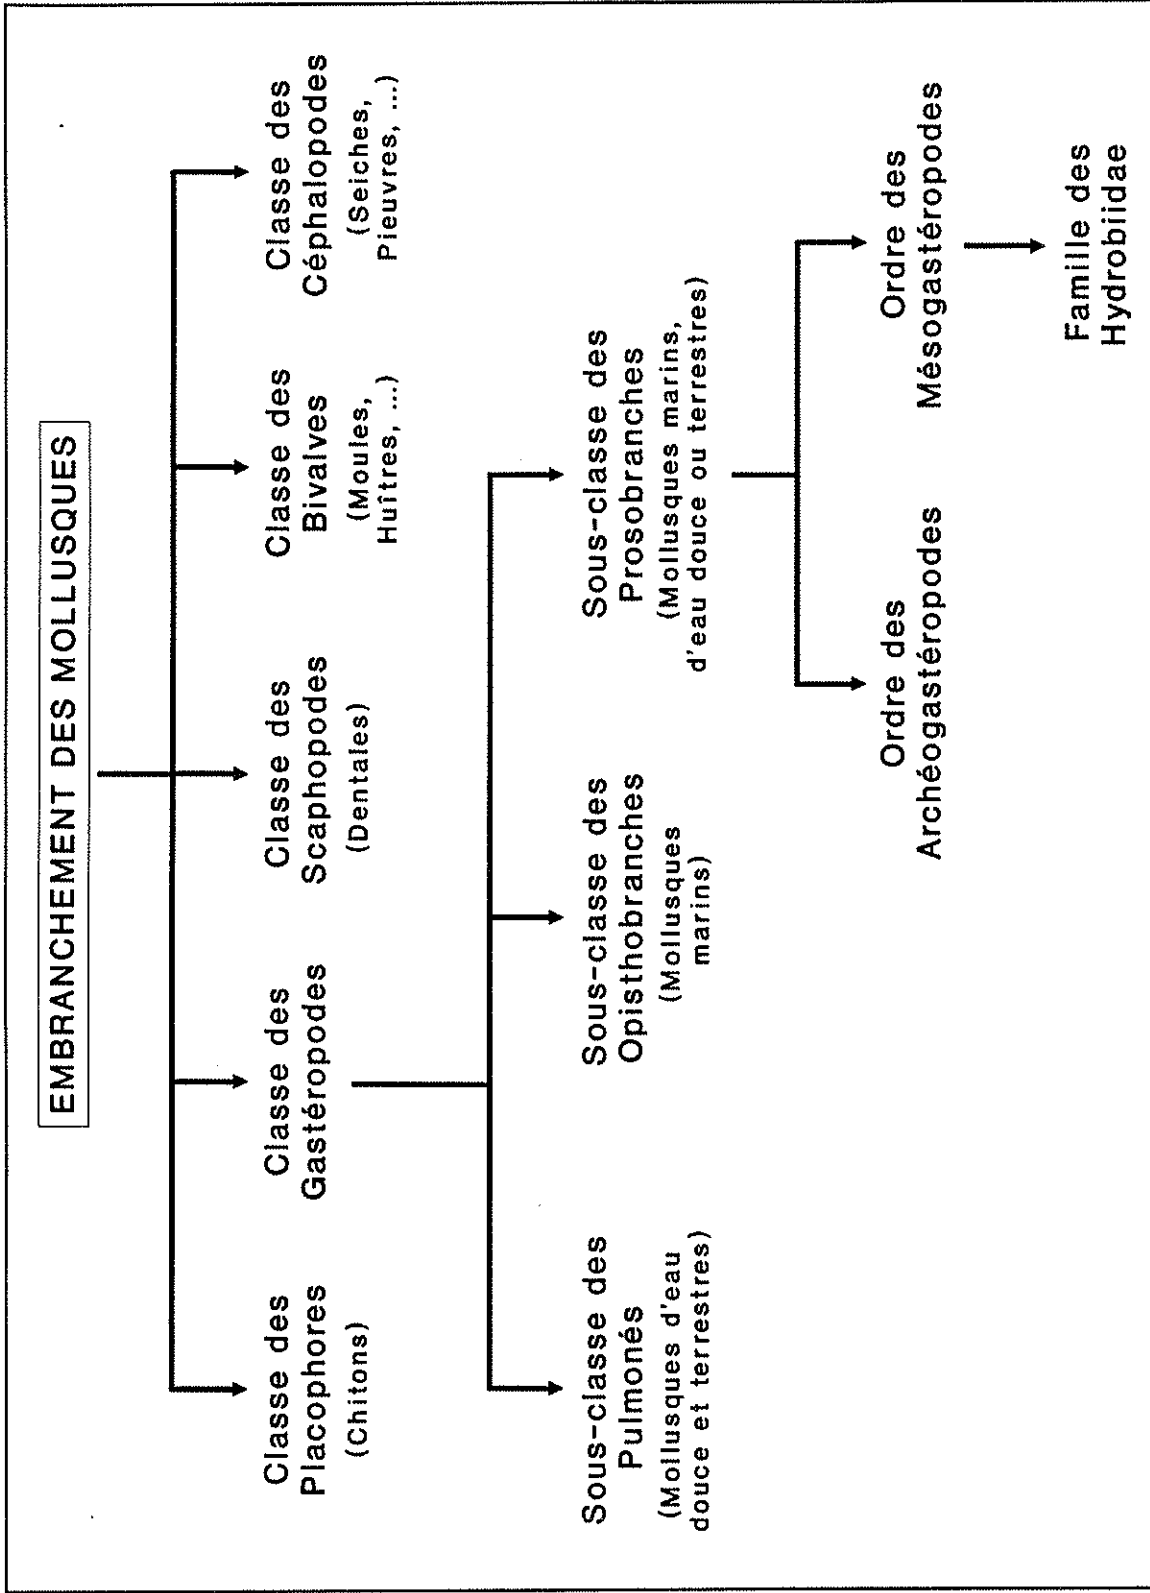 EMBRANCHEMENT DES MOLLUSQUES
Classe des
Placophores
(Chitons)
Classe des
Gastéropodes
Classe des
Scaphopodes
(Dentales)
Classe des
Bivalves
(Moules,
Huîtres, ...)
Classe des
Céphalopodes
(Seiches,
Pieuvres, ...)
Sous-classe des
Pulmonés
(Mollusques d'eau
douce et terrestres)
Sous-classe des
Opisthobranches
(Mollusques
marins)
Sous-classe des
Prosobranches
(Mollusques marins,
d'eau douce ou terrestres)
Ordre des
Archéogastéropodes
Ordre des
Mésogastéropodes
Famille des
Hydrobiidae